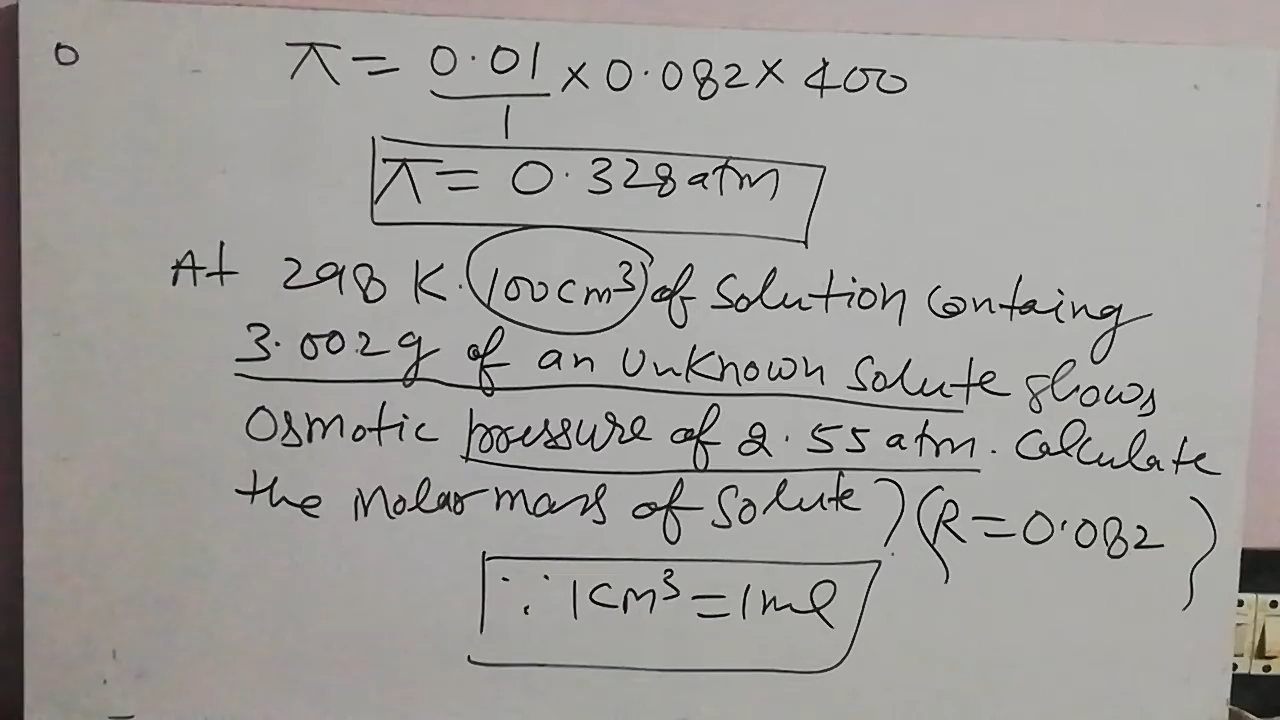 π = 0.01/1 × 0.082 × 400
π = 0.328 atm
At 298 K. (100 cm³) of solution containg
3.002g of an unknown solute shows
osmotic pressure of 2.55 atm. calculate
the molar mass of solute? (R = 0.082)
∵ 1 cm³ = 1 ml